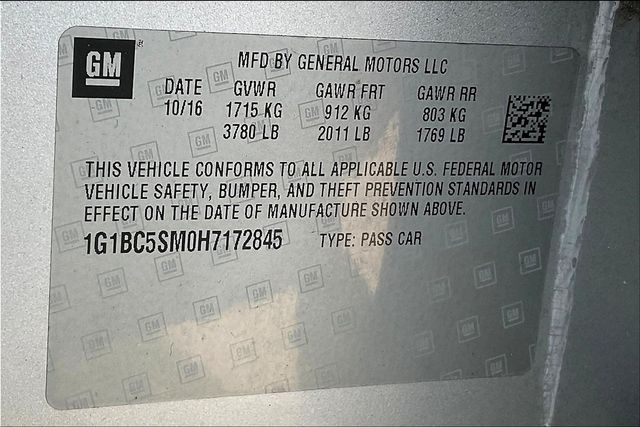 GM
MFD BY GENERAL MOTORS LLC
DATE GVWR GAWR FRT GAWR RR
10/16 1715 KG 912 KG 803 KG
3780 LB 2011 LB 1769 LB
THIS VEHICLE CONFORMS TO ALL APPLICABLE U.S. FEDERAL MOTOR
VEHICLE SAFETY, BUMPER, AND THEFT PREVENTION STANDARDS IN
EFFECT ON THE DATE OF MANUFACTURE SHOWN ABOVE.
1G1BC5SM0H7172845 TYPE: PASS CAR